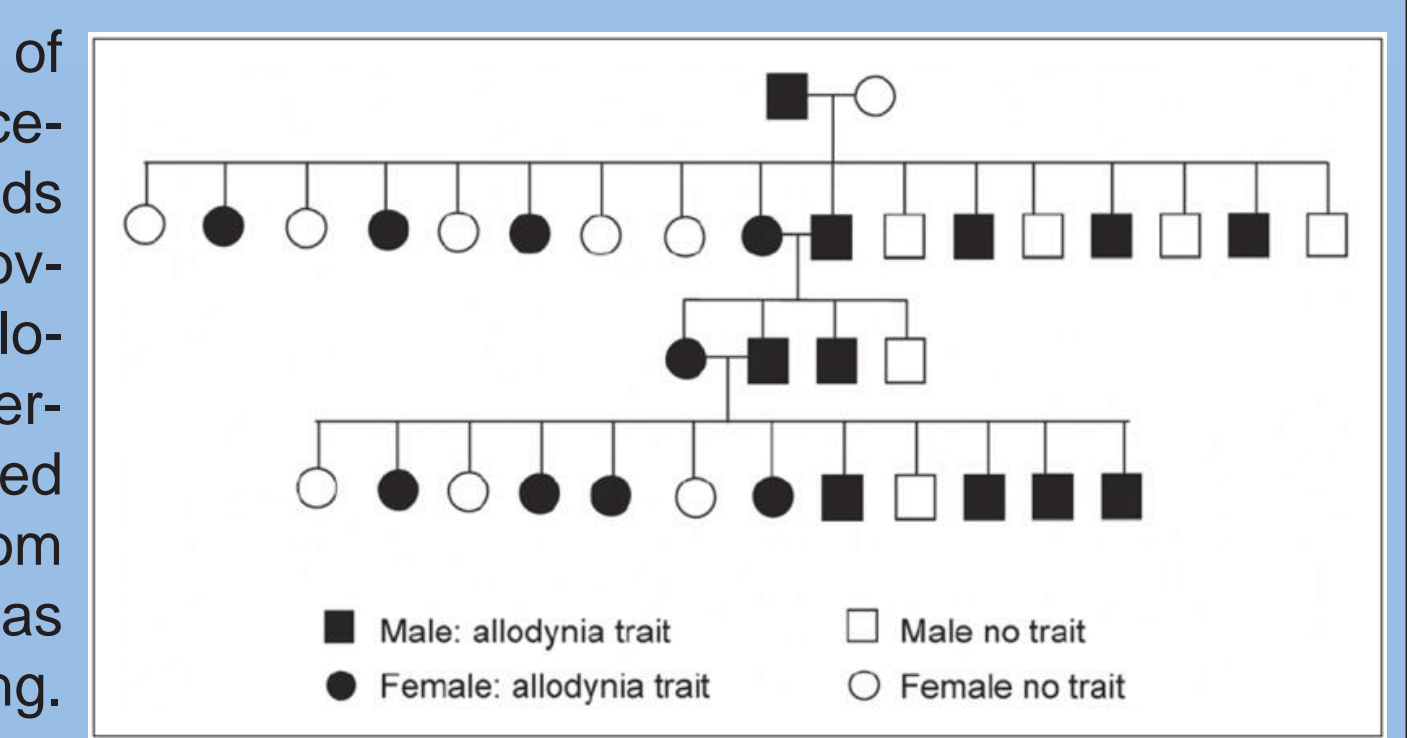 of
ce-
ds
ov-
lo-
er-
ed
om
as
ng.
Male: allodynia trait
Male no trait
Female: allodynia trait
Female no trait